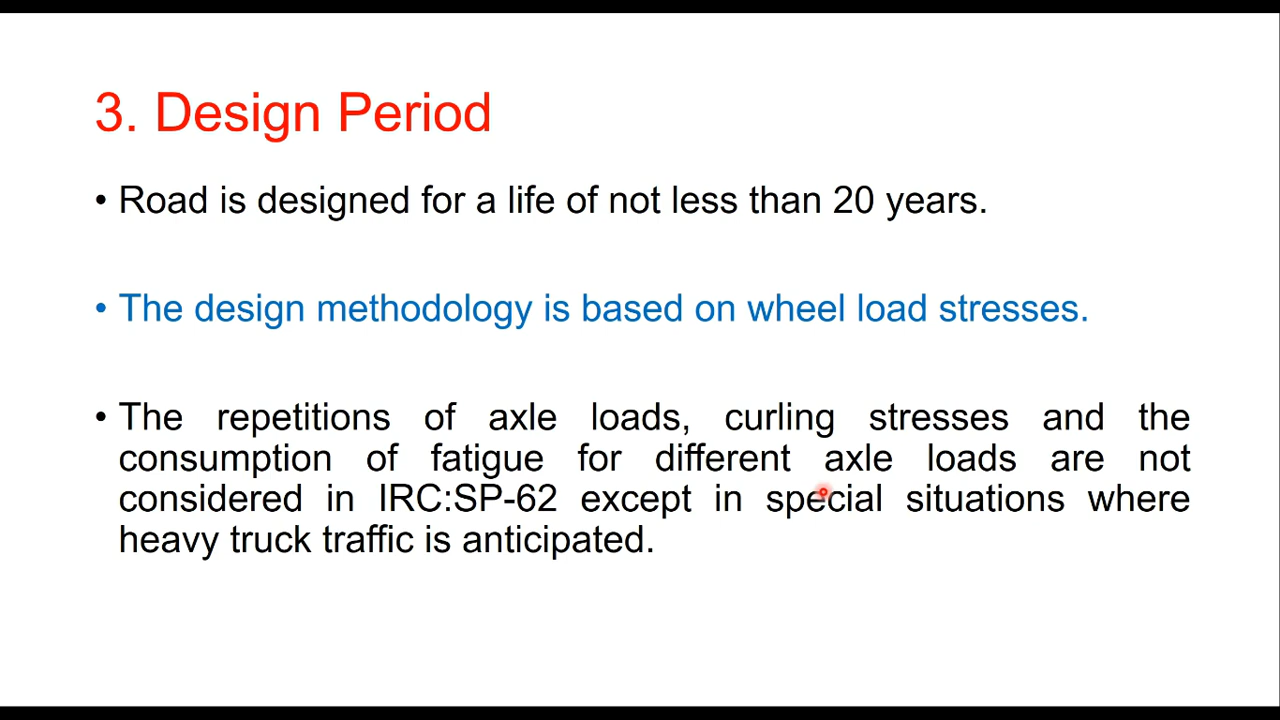 3. Design Period
• Road is designed for a life of not less than 20 years.
• The design methodology is based on wheel load stresses.
• The repetitions of axle loads, curling stresses and the
consumption of fatigue for different axle loads are not
considered in IRC:SP-62 except in special situations where
heavy truck traffic is anticipated.